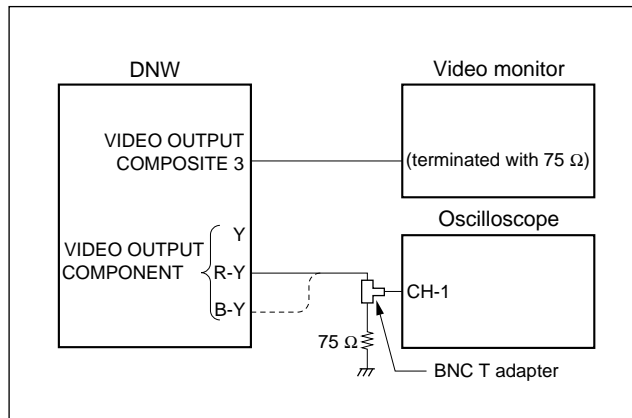 DNW
VIDEO OUTPUT
COMPOSITE 3
VIDEO OUTPUT
COMPONENT
Y
R-Y
B-Y
75 Ω
Video monitor
(terminated with 75 Ω)
Oscilloscope
CH-1
BNC T adapter